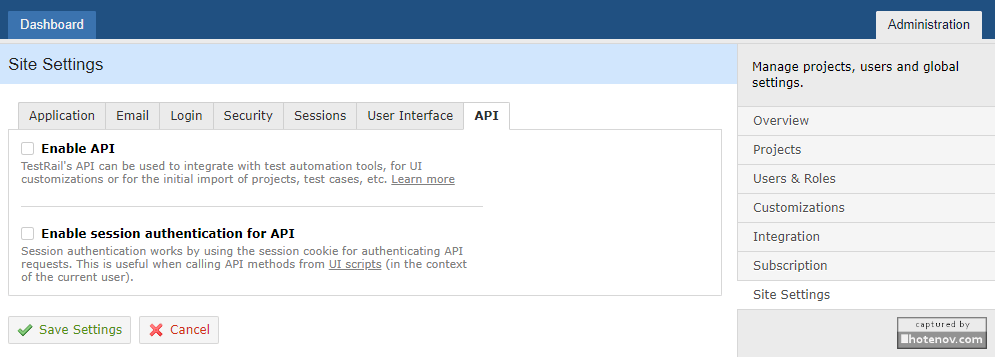 Dashboard
Administration
Site Settings
Application Email Login Security Sessions User Interface API
Enable API
TestRail's API can be used to integrate with test automation tools, for UI
customizations or for the initial import of projects, test cases, etc. Learn more
Enable session authentication for API
Session authentication works by using the session cookie for authenticating API
requests. This is useful when calling API methods from UI scripts (in the context
of the current user).
Save Settings
Cancel
Manage projects, users and global
settings.
Overview
Projects
Users & Roles
Customizations
Integration
Subscription
Site Settings
captured by
hotenov.com